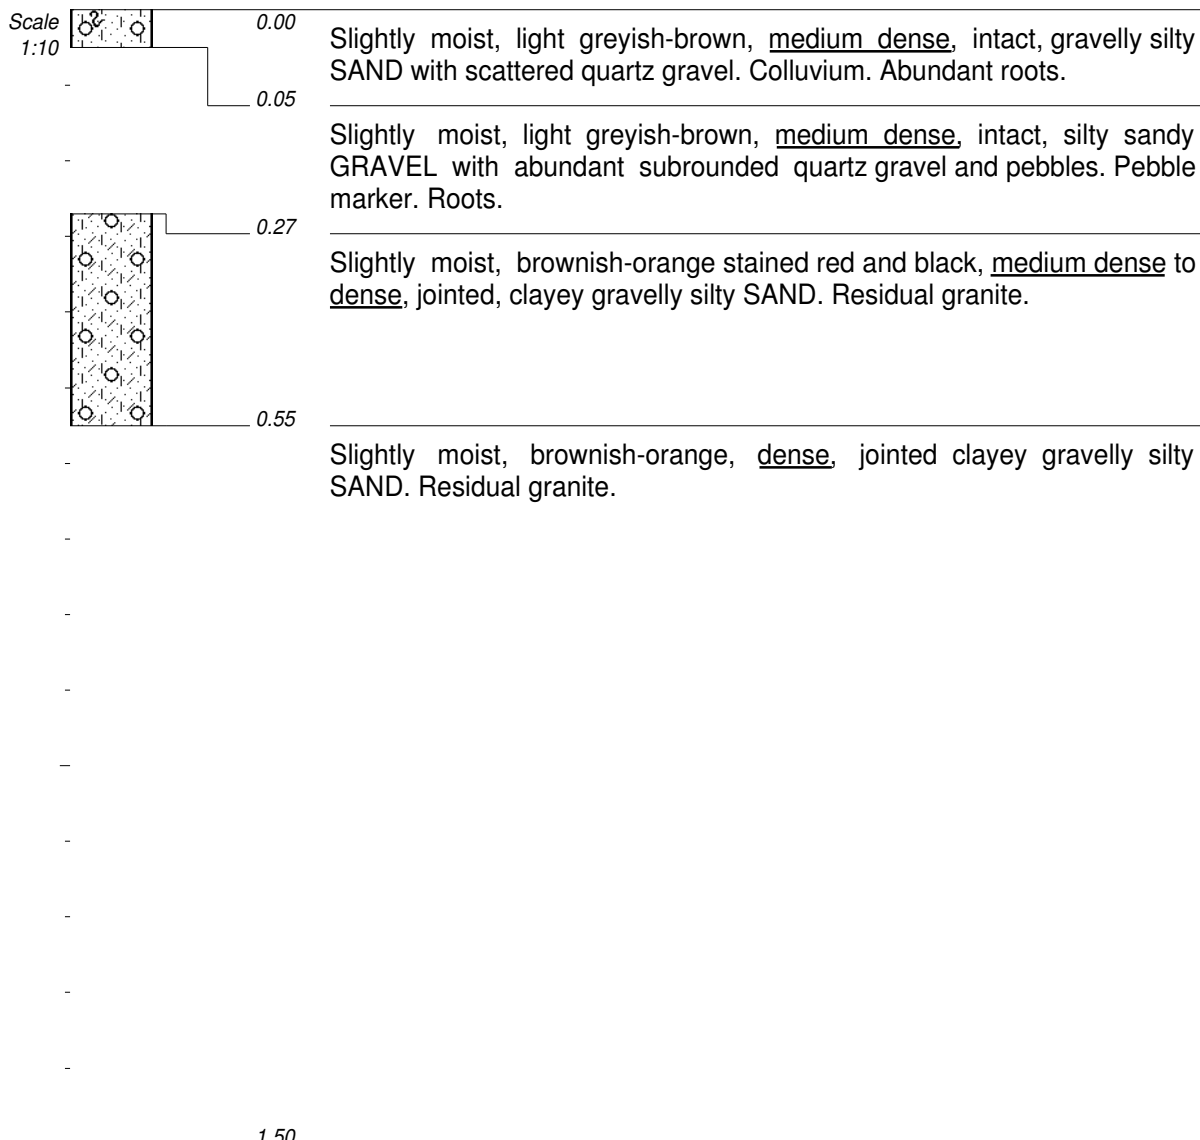 Scale
1:10
0.00
Slightly moist, light greyish-brown, medium dense, intact, gravelly silty
SAND with scattered quartz gravel. Colluvium. Abundant roots.
0.05
Slightly moist, light greyish-brown, medium dense, intact, silty sandy
GRAVEL with abundant subrounded quartz gravel and pebbles. Pebble
marker. Roots.
0.27
Slightly moist, brownish-orange stained red and black, medium dense to
dense, jointed, clayey gravelly silty SAND. Residual granite.
0.55
Slightly moist, brownish-orange, dense, jointed clayey gravelly silty
SAND. Residual granite.
1.50